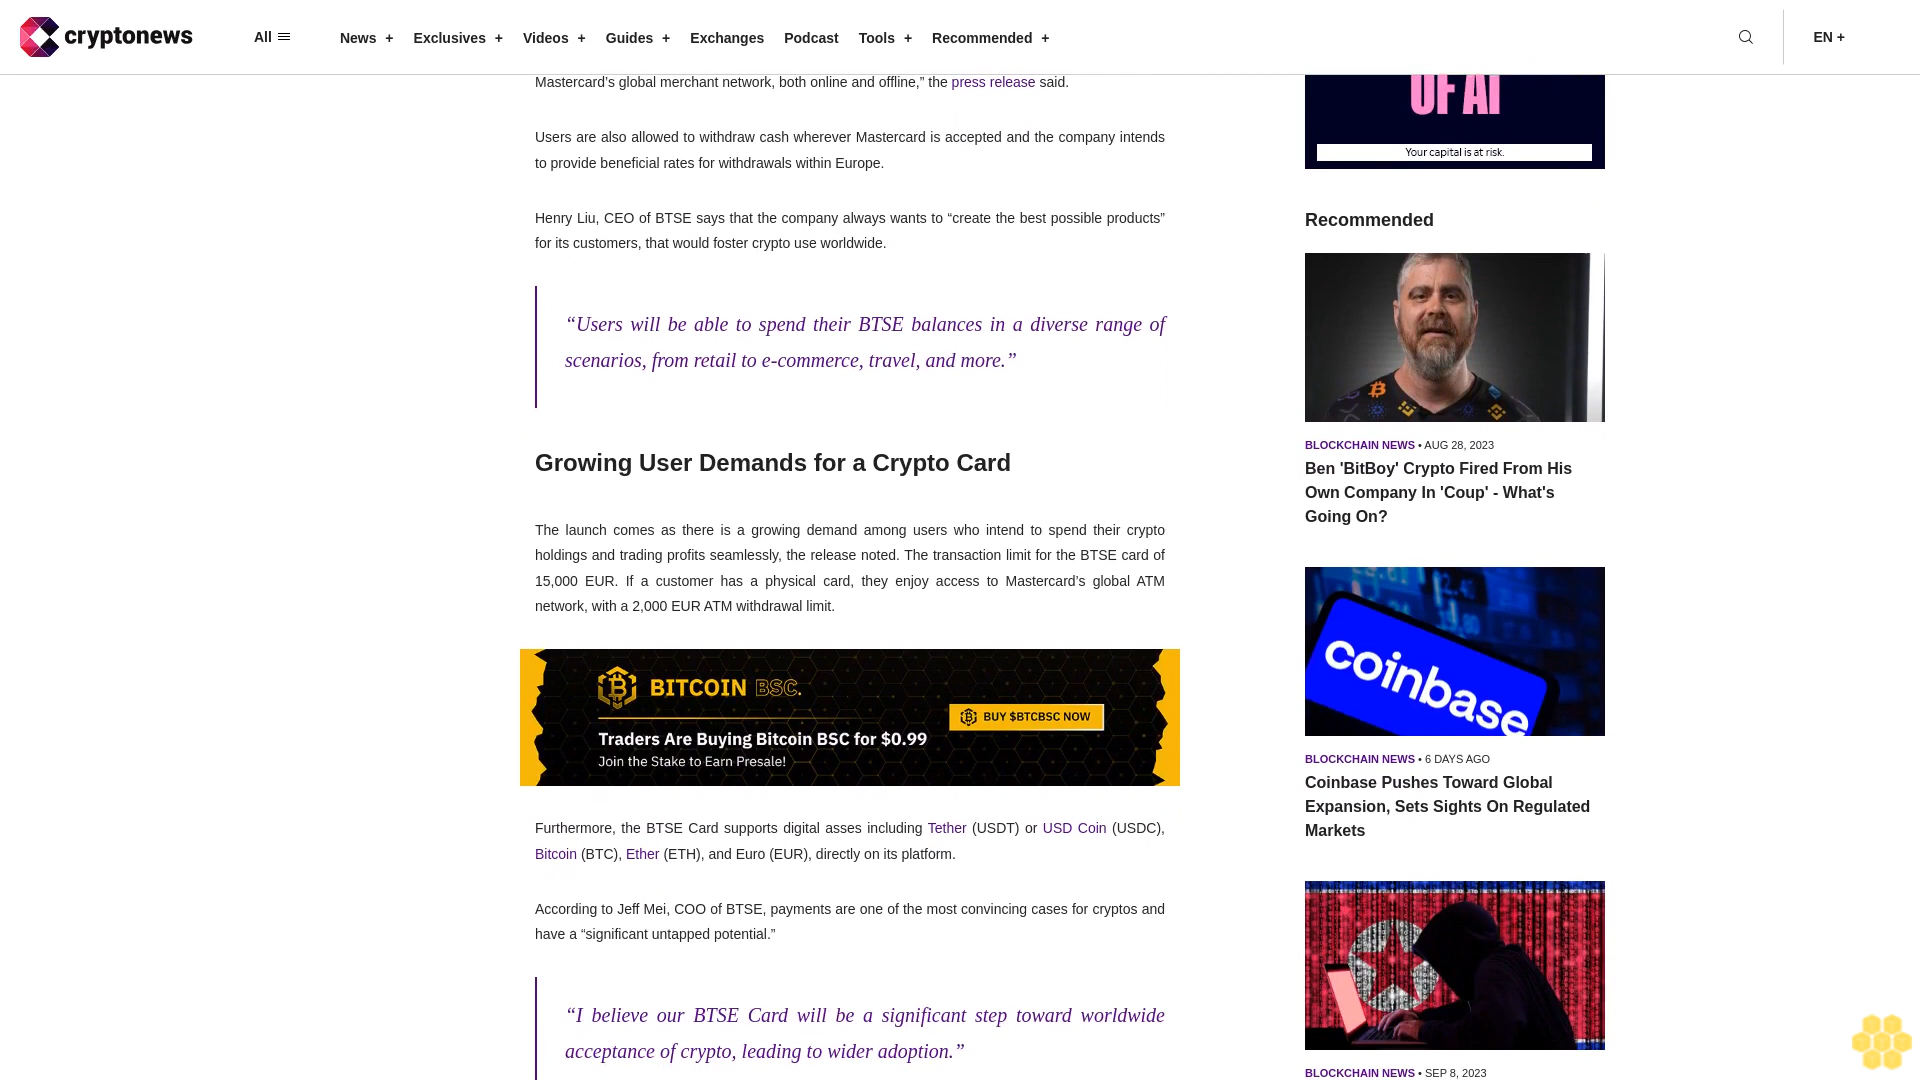 cryptonews
All
News +
Exclusives +
Videos +
Guides +
Exchanges
Podcast
Tools +
Recommended +
EN +
Mastercard’s global merchant network, both online and offline,” the press release said.
Users are also allowed to withdraw cash wherever Mastercard is accepted and the company intends
to provide beneficial rates for withdrawals within Europe.
Henry Liu, CEO of BTSE says that the company always wants to “create the best possible products”
for its customers, that would foster crypto use worldwide.
“Users will be able to spend their BTSE balances in a diverse range of
scenarios, from retail to e-commerce, travel, and more.”
Growing User Demands for a Crypto Card
The launch comes as there is a growing demand among users who intend to spend their crypto
holdings and trading profits seamlessly, the release noted. The transaction limit for the BTSE card of
15,000 EUR. If a customer has a physical card, they enjoy access to Mastercard’s global ATM
network, with a 2,000 EUR ATM withdrawal limit.
BITCOIN BSC.
Traders Are Buying Bitcoin BSC for $0.99
Join the Stake to Earn Presale!
BUY $BTCBSC NOW
Furthermore, the BTSE Card supports digital asses including Tether (USDT) or USD Coin (USDC),
Bitcoin (BTC), Ether (ETH), and Euro (EUR), directly on its platform.
According to Jeff Mei, COO of BTSE, payments are one of the most convincing cases for cryptos and
have a “significant untapped potential.”
“I believe our BTSE Card will be a significant step toward worldwide
acceptance of crypto, leading to wider adoption.”
OF AI
Your capital is at risk.
Recommended
BLOCKCHAIN NEWS • AUG 28, 2023
Ben 'BitBoy' Crypto Fired From His
Own Company In 'Coup' - What's
Going On?
coinbase
BLOCKCHAIN NEWS • 6 DAYS AGO
Coinbase Pushes Toward Global
Expansion, Sets Sights On Regulated
Markets
BLOCKCHAIN NEWS • SEP 8, 2023